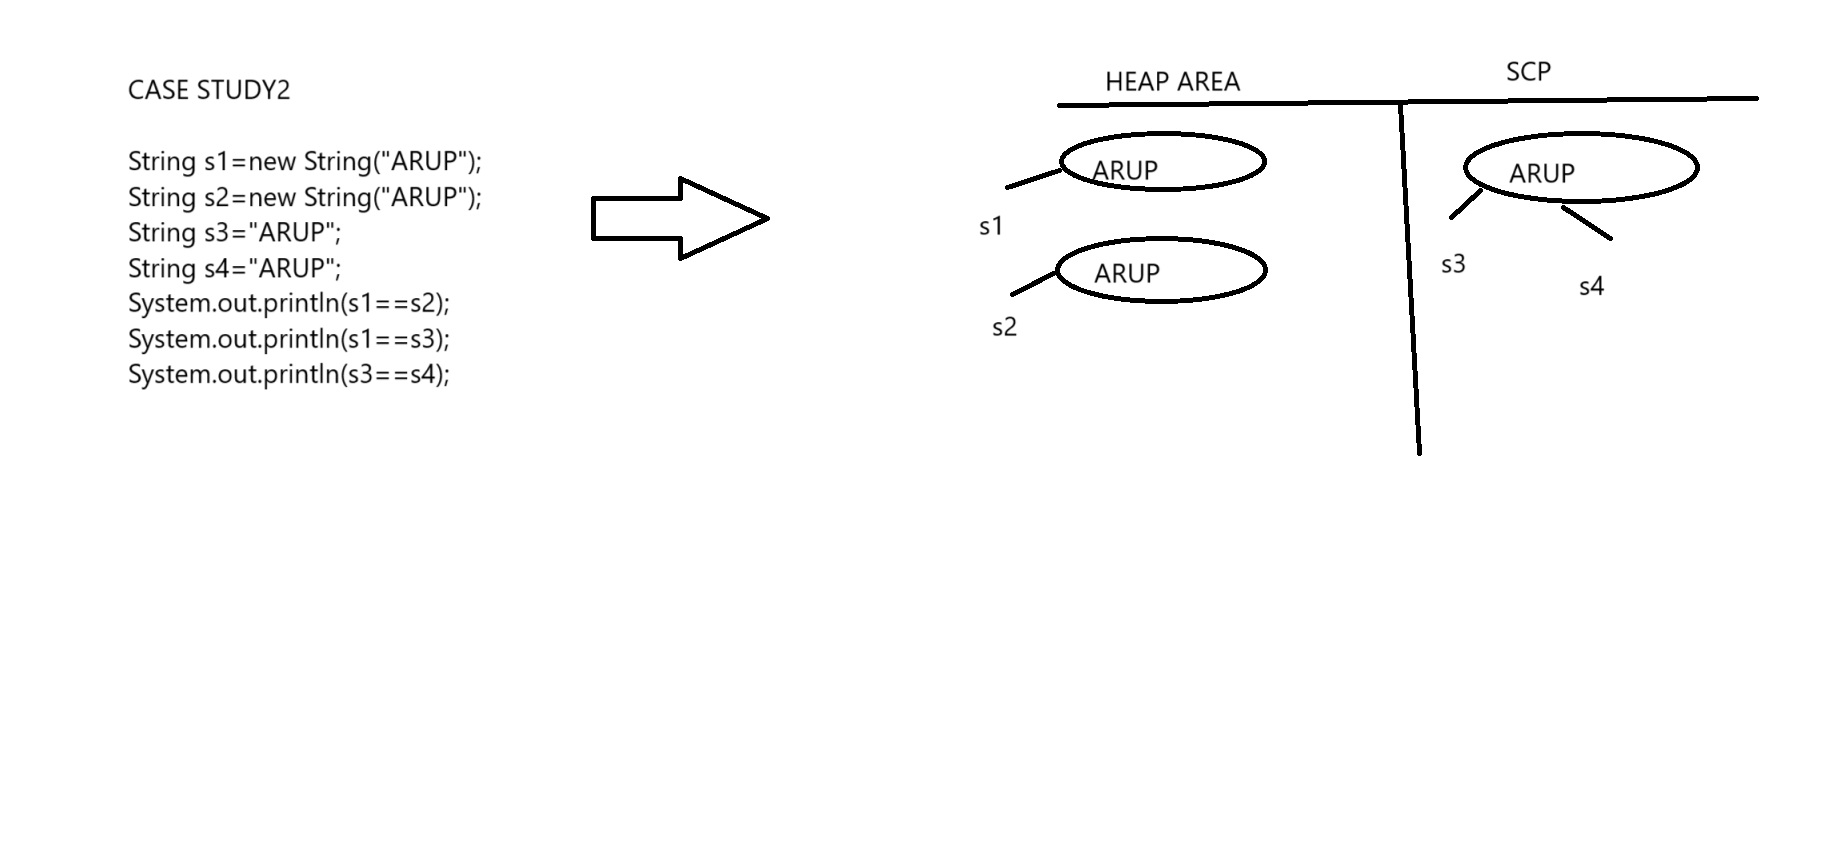 CASE STUDY2
String s1=new String("ARUP");
String s2=new String("ARUP");
String s3="ARUP";
String s4="ARUP";
System.out.println(s1==s2);
System.out.println(s1==s3);
System.out.println(s3==s4);
HEAP AREA
ARUP
s1
ARUP
s2
SCP
ARUP
s3
s4